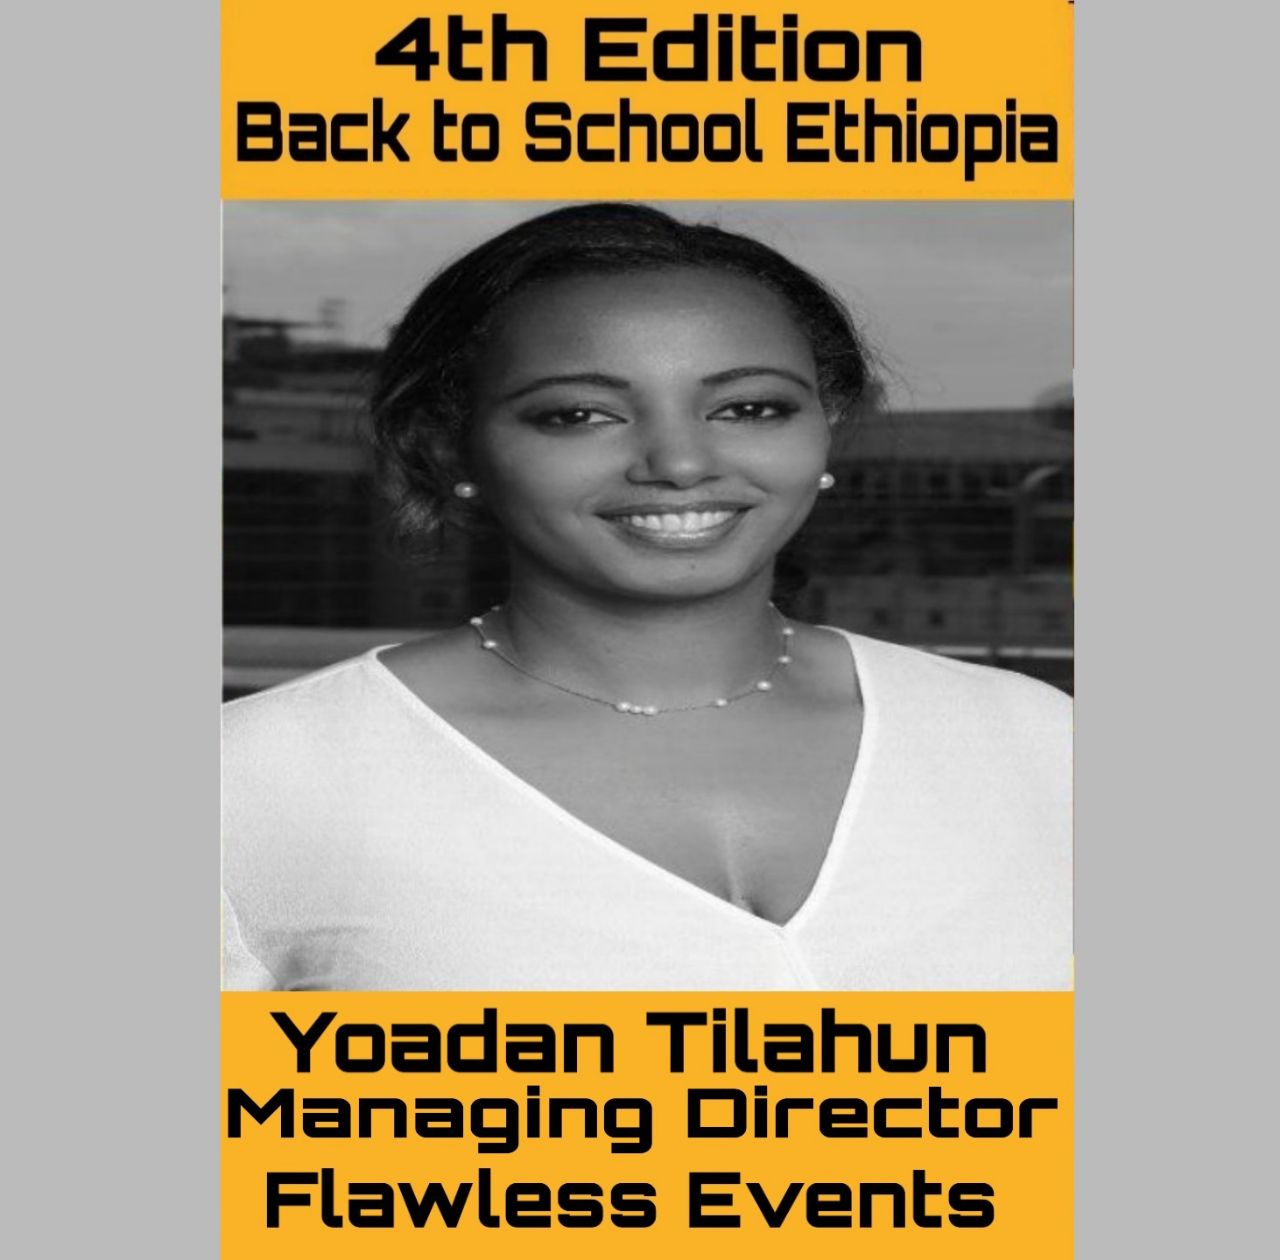 4th Edition
Back to School Ethiopia
Yoadan Tilahun
Managing Director
Flawless Events